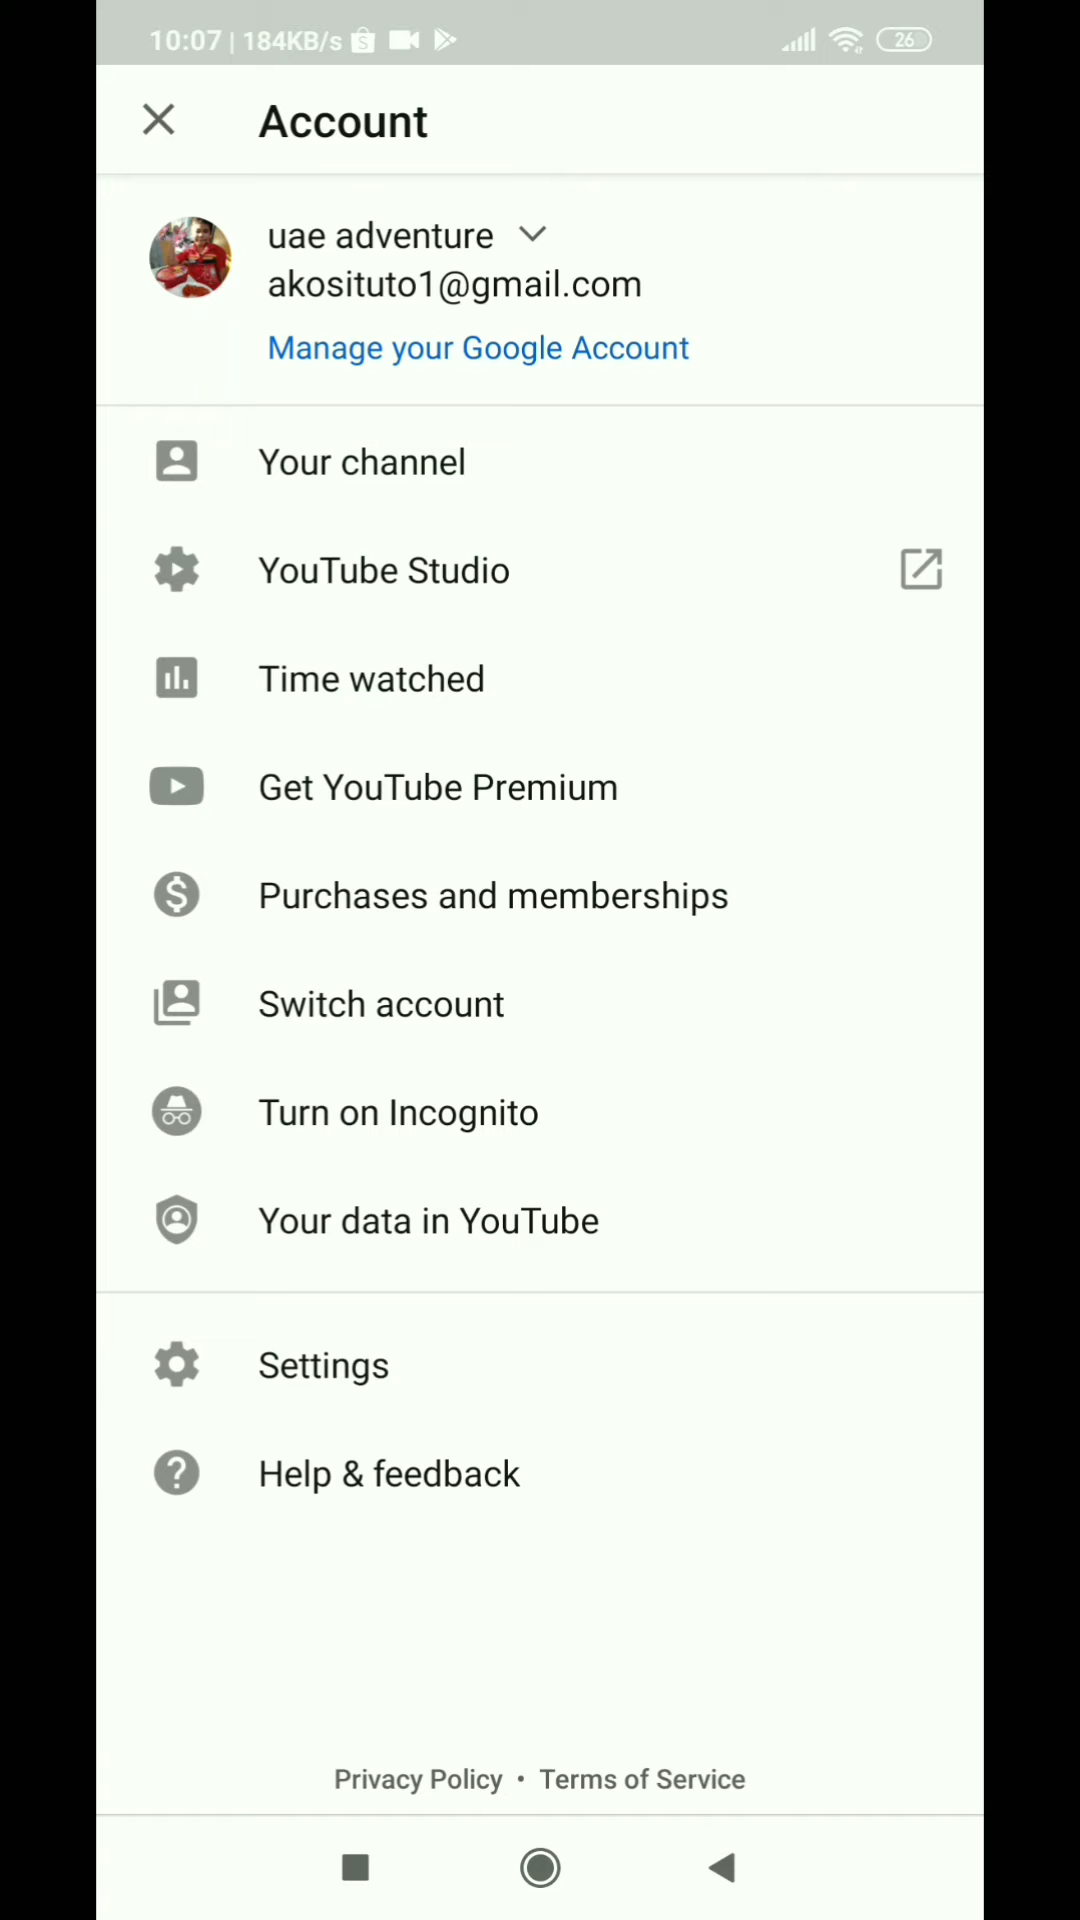 10:07 | 184KB/s 26
Account
uae adventure
akosituto1@gmail.com
Manage your Google Account
Your channel
YouTube Studio
Time watched
Get YouTube Premium
Purchases and memberships
Switch account
Turn on Incognito
Your data in YouTube
Settings
Help & feedback
Privacy Policy • Terms of Service